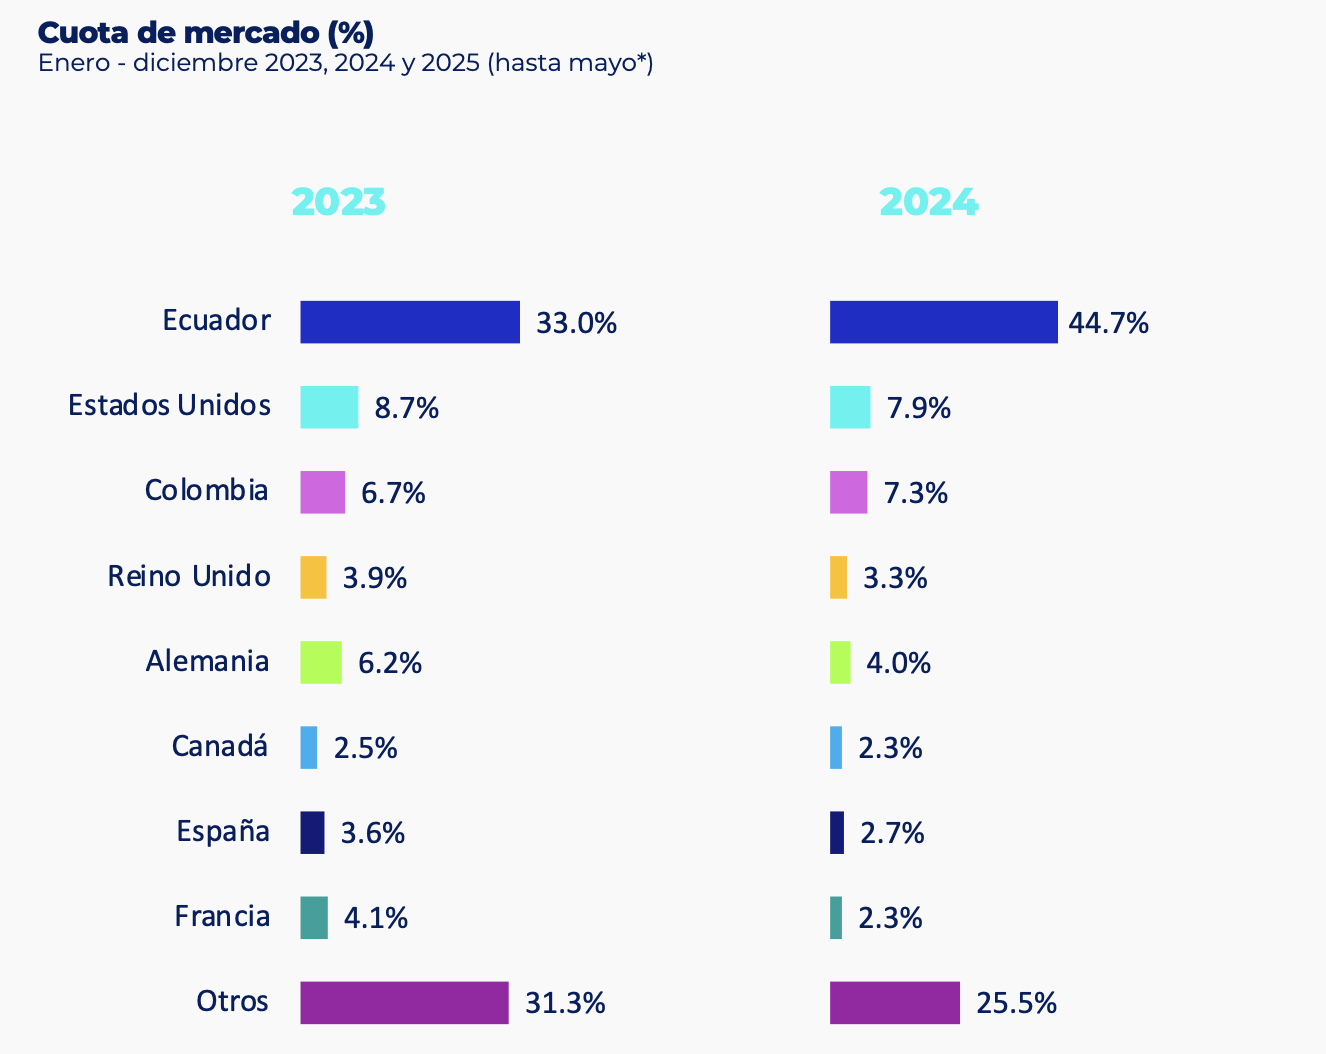 Cuota de mercado (%)
Enero - diciembre 2023, 2024 y 2025 (hasta mayo*)
2023 2024
Ecuador 33.0% 44.7%
Estados Unidos 8.7% 7.9%
Colombia 6.7% 7.3%
Reino Unido 3.9% 3.3%
Alemania 6.2% 4.0%
Canadá 2.5% 2.3%
España 3.6% 2.7%
Francia 4.1% 2.3%
Otros 31.3% 25.5%